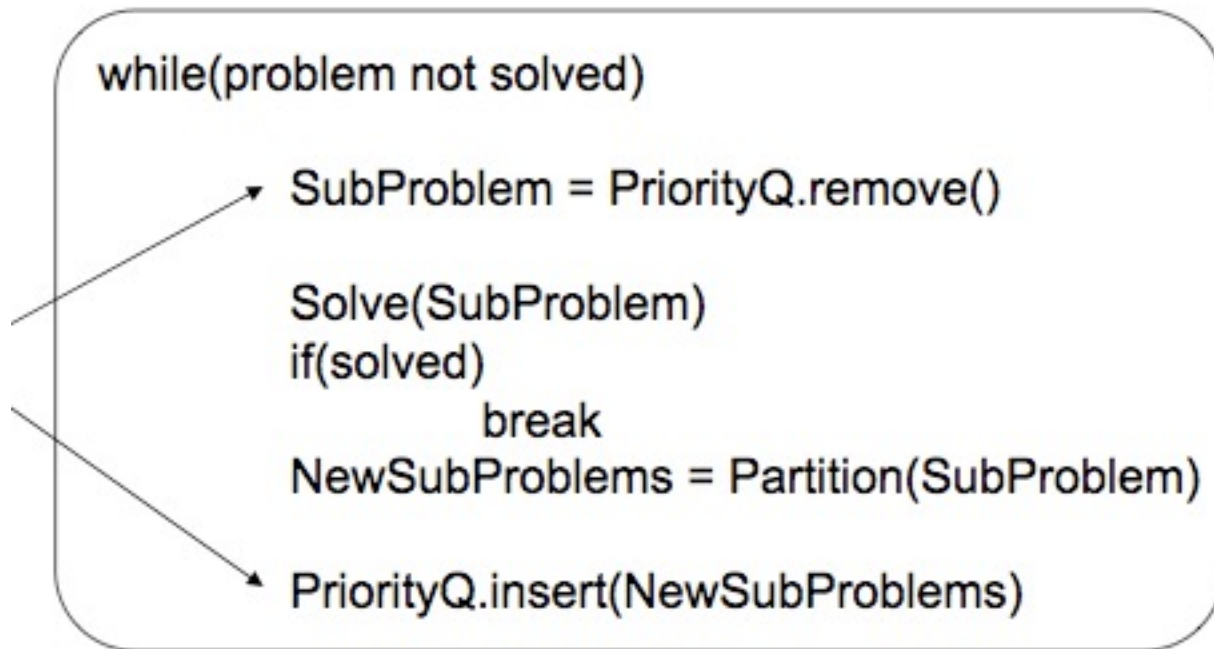 while(problem not solved)
SubProblem = PriorityQ.remove()
Solve(SubProblem)
if(solved)
break
NewSubProblems = Partition(SubProblem)
PriorityQ.insert(NewSubProblems)